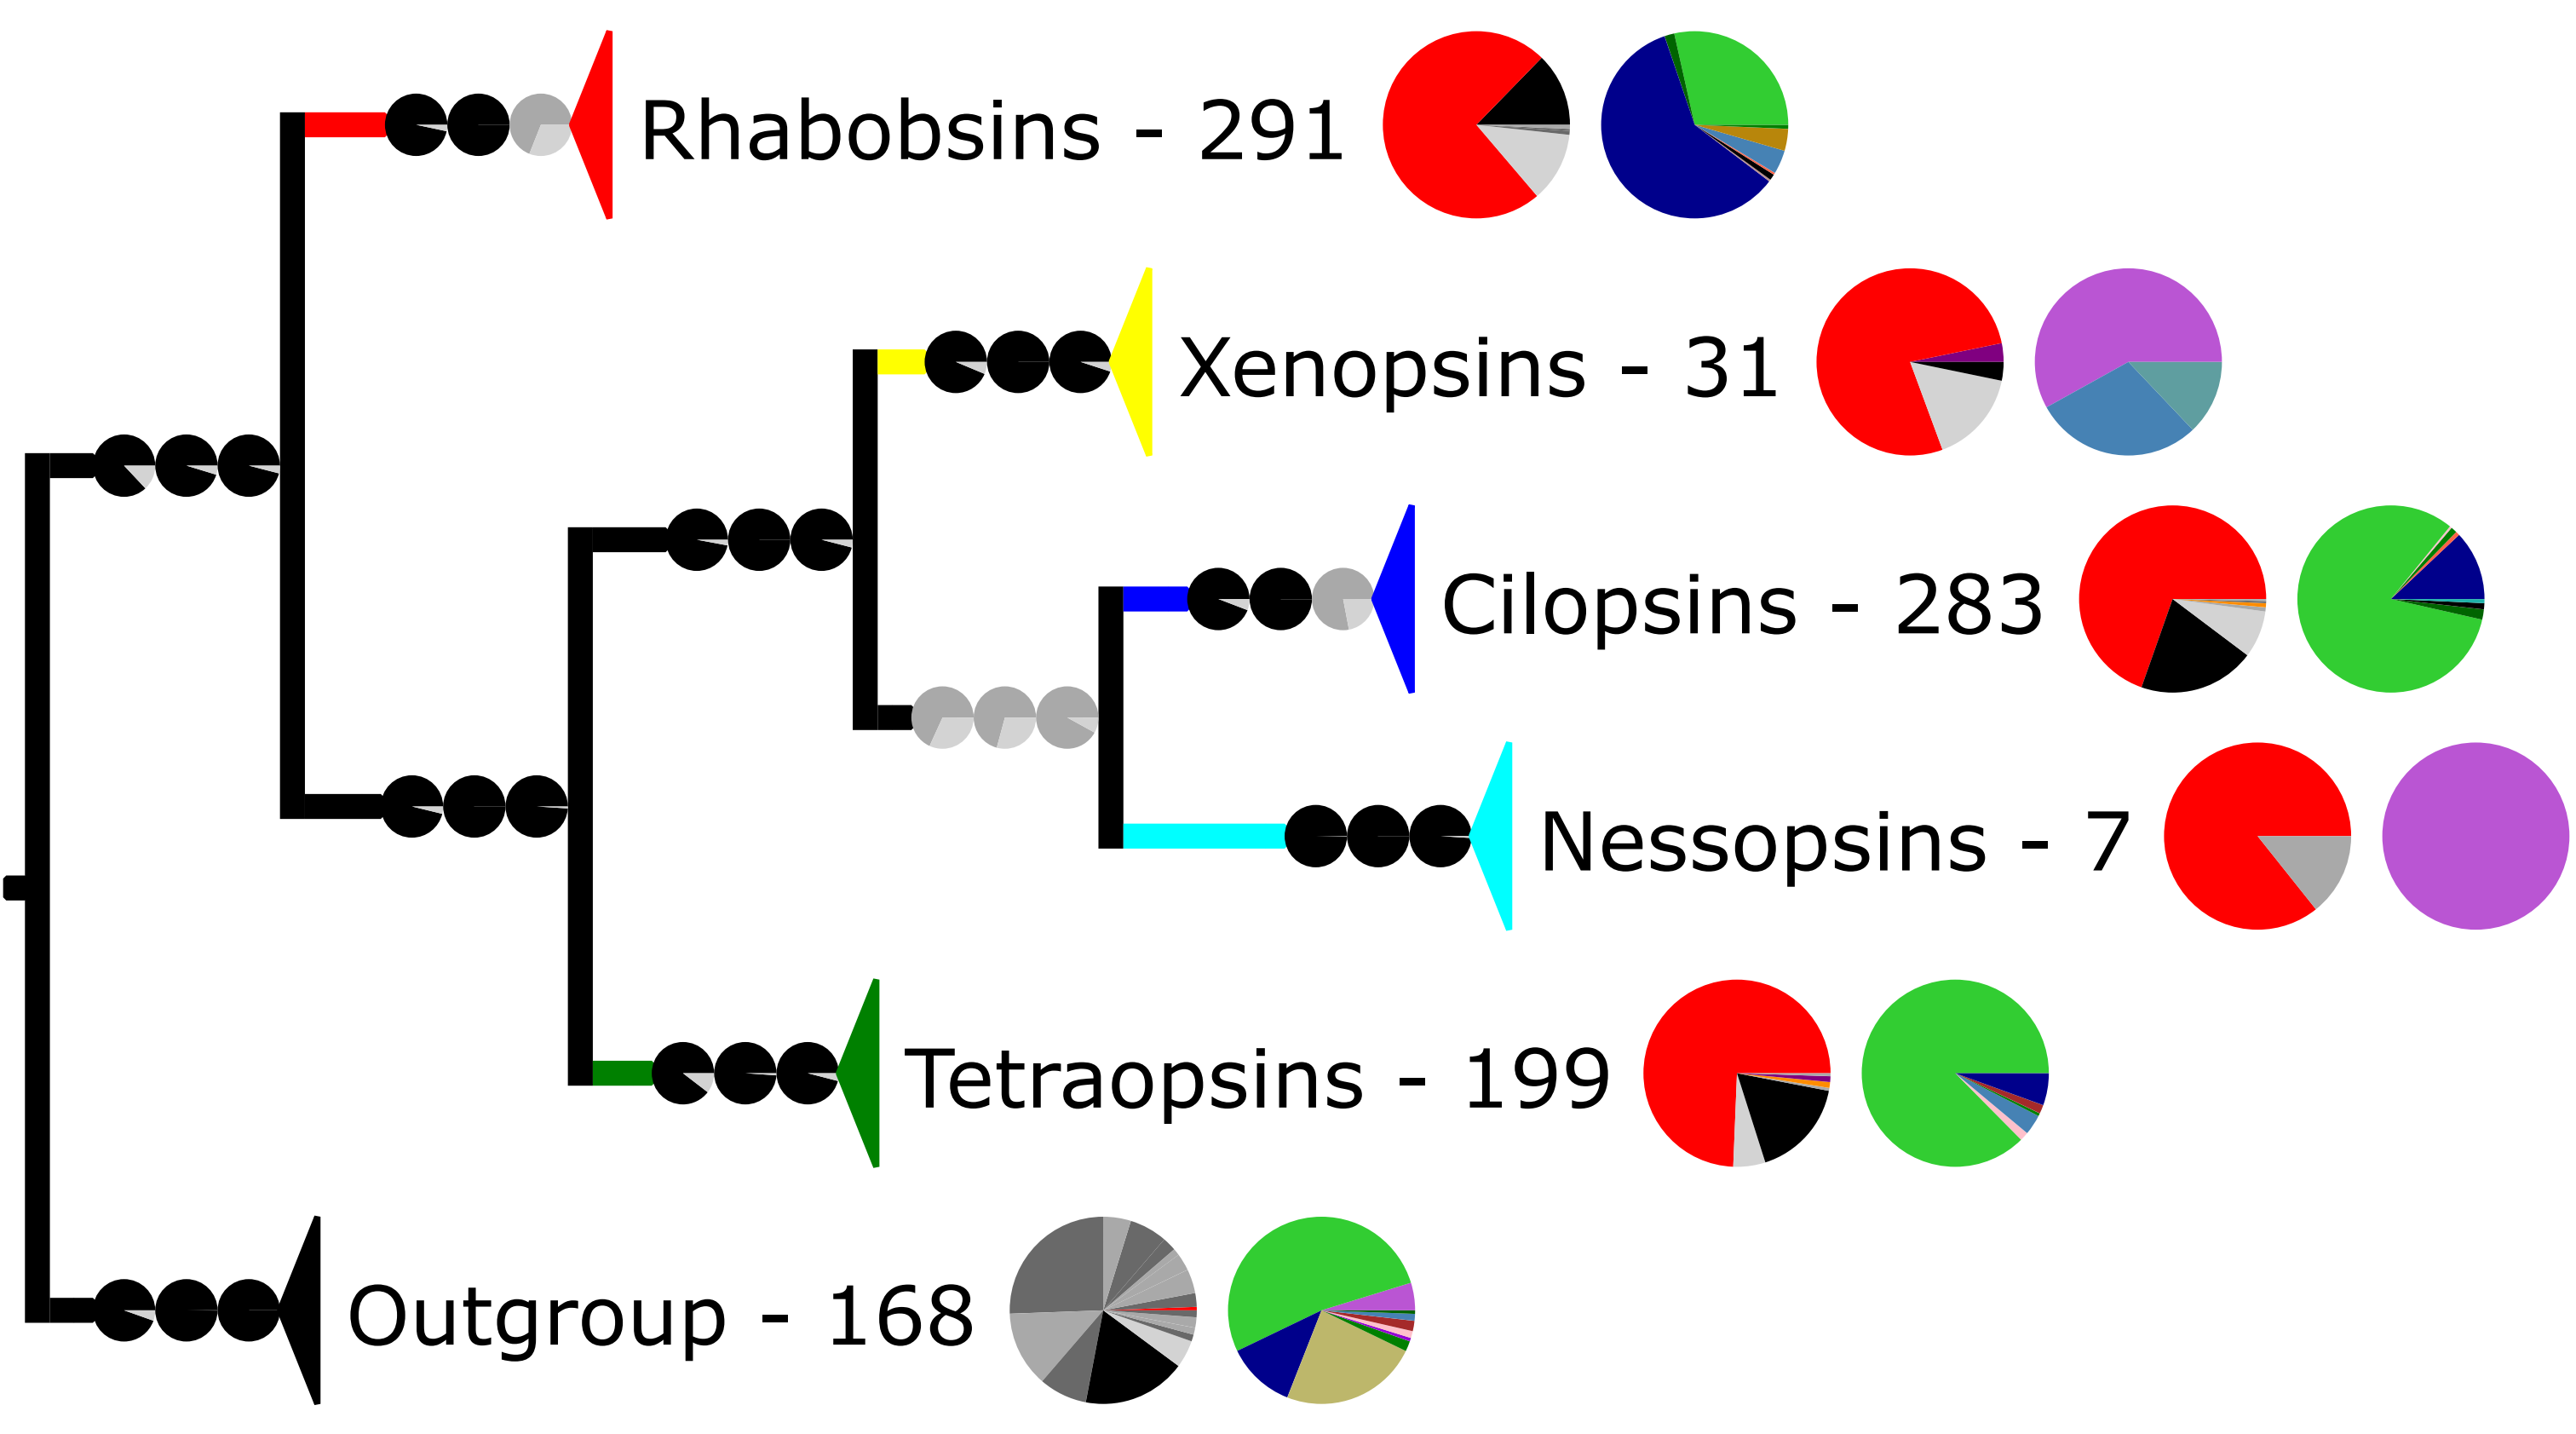 Rhabobsins - 291
Xenopsins - 31
Cilopsins - 283
Nessopsins - 7
Tetraopsins - 199
Outgroup - 168